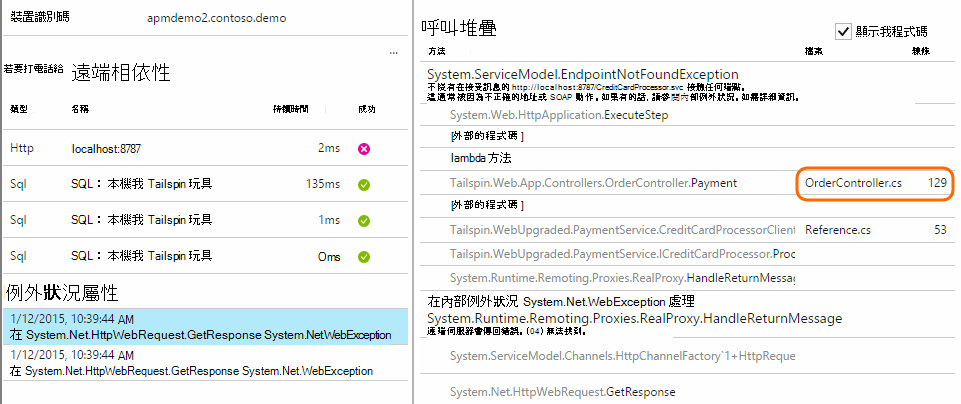 裝置識別碼 apmdemo2.contoso.demo
...
若要打電話給 遠端相依性
類型 名稱 持續時間 成功
Http localhost:8787 2ms
Sql SQL： 本機我 Tailspin 玩具 135ms
Sql SQL： 本機我 Tailspin 玩具 1ms
Sql SQL： 本機我 Tailspin 玩具 0ms
例外狀況屬性
1/12/2015, 10:39:44 AM
在 System.Net.HttpWebRequest.GetResponse System.Net.WebException
1/12/2015, 10:39:44 AM
在 System.Net.HttpWebRequest.GetResponse System.Net.WebException
呼叫堆疊
顯示我程式碼
方法 檔案
System.ServiceModel.EndpointNotFoundException
不沒有在接受訊息的 http://localhost:8787/CreditCardProcessor.svc 接聽任何端點。
這通常被因為不正確的地址或 SOAP 動作。如果有的話，請參閱內部例外狀況，如需詳細資訊。
System.Web.HttpApplication.ExecuteStep
[外部的程式碼 ]
lambda 方法
Tailspin.Web.App.Controllers.OrderController.Payment OrderController.cs 129
[外部的程式碼 ]
Tailspin.WebUpgraded.PaymentService.CreditCardProcessorClient Reference.cs 53
Tailspin.WebUpgraded.PaymentService.ICreditCardProcessor.Proc
System.Runtime.Remoting.Proxies.RealProxy.HandleReturnMessag
在內部例外狀況 System.Net.WebException 處理
System.Runtime.Remoting.Proxies.RealProxy.HandleReturnMessage
遠端伺服器會傳回錯誤。(04) 無法找到。
System.ServiceModel.Channels.HttpChannelFactory`1+HttpReque
System.Net.HttpWebRequest.GetResponse